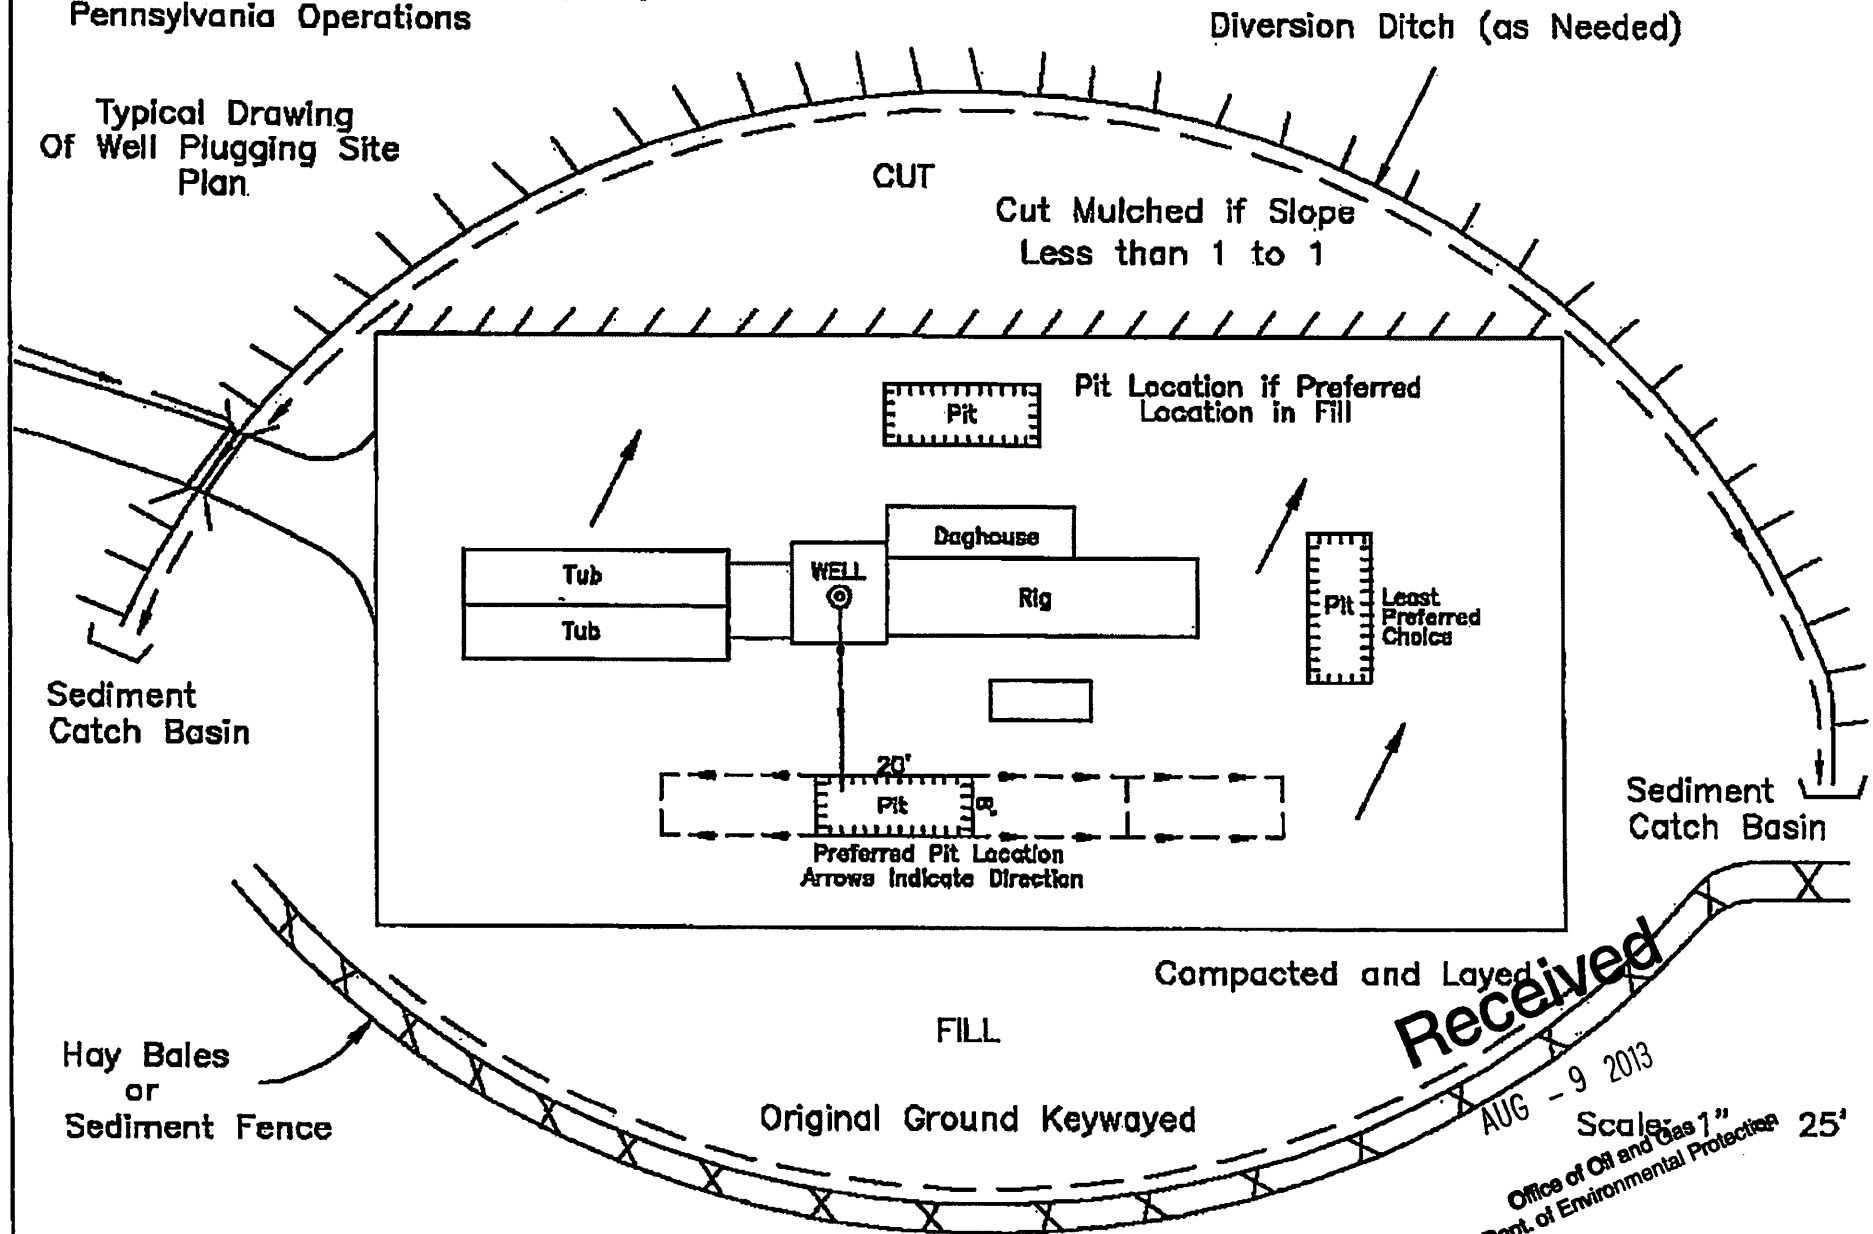 Pennsylvania Operations
Diversion Ditch (as Needed)
Typical Drawing
Of Well Plugging Site
Plan
CUT
Cut Mulched if Slope
Less than 1 to 1
Pit
Pit Location if Preferred
Location in Fill
Doghouse
Tub
WELL
Rig
Tub
Pit
Least
Preferred
Choice
Sediment
Catch Basin
20'
Pit
8'
Preferred Pit Location
Arrows Indicate Direction
Sediment
Catch Basin
Compacted and Layed
Received
FILL
Hay Bales
or
Sediment Fence
Original Ground Keywayed
AUG - 9 2013
Scale: 1" 25'
Office of Oil and Gas
Dept. of Environmental Protection